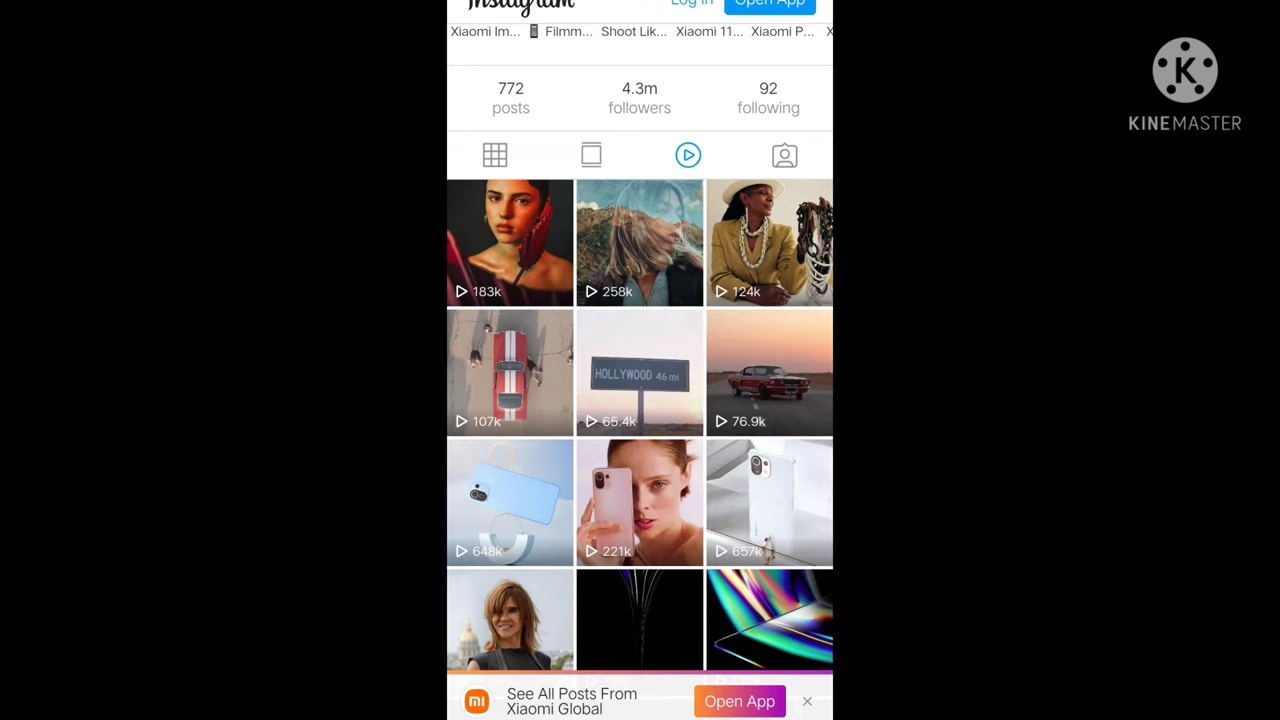 Instagram
Log In
Open App
Xiaomi Im... Filmm... Shoot Lik... Xiaomi 11... Xiaomi P... X
772 4.3m 92
posts followers following
183k 258k 124k
HOLLYWOOD 46 mi
107k 65.4k 76.9k
648k 221k 657k
mi
See All Posts From
Xiaomi Global
Open App
K
KINEMASTER